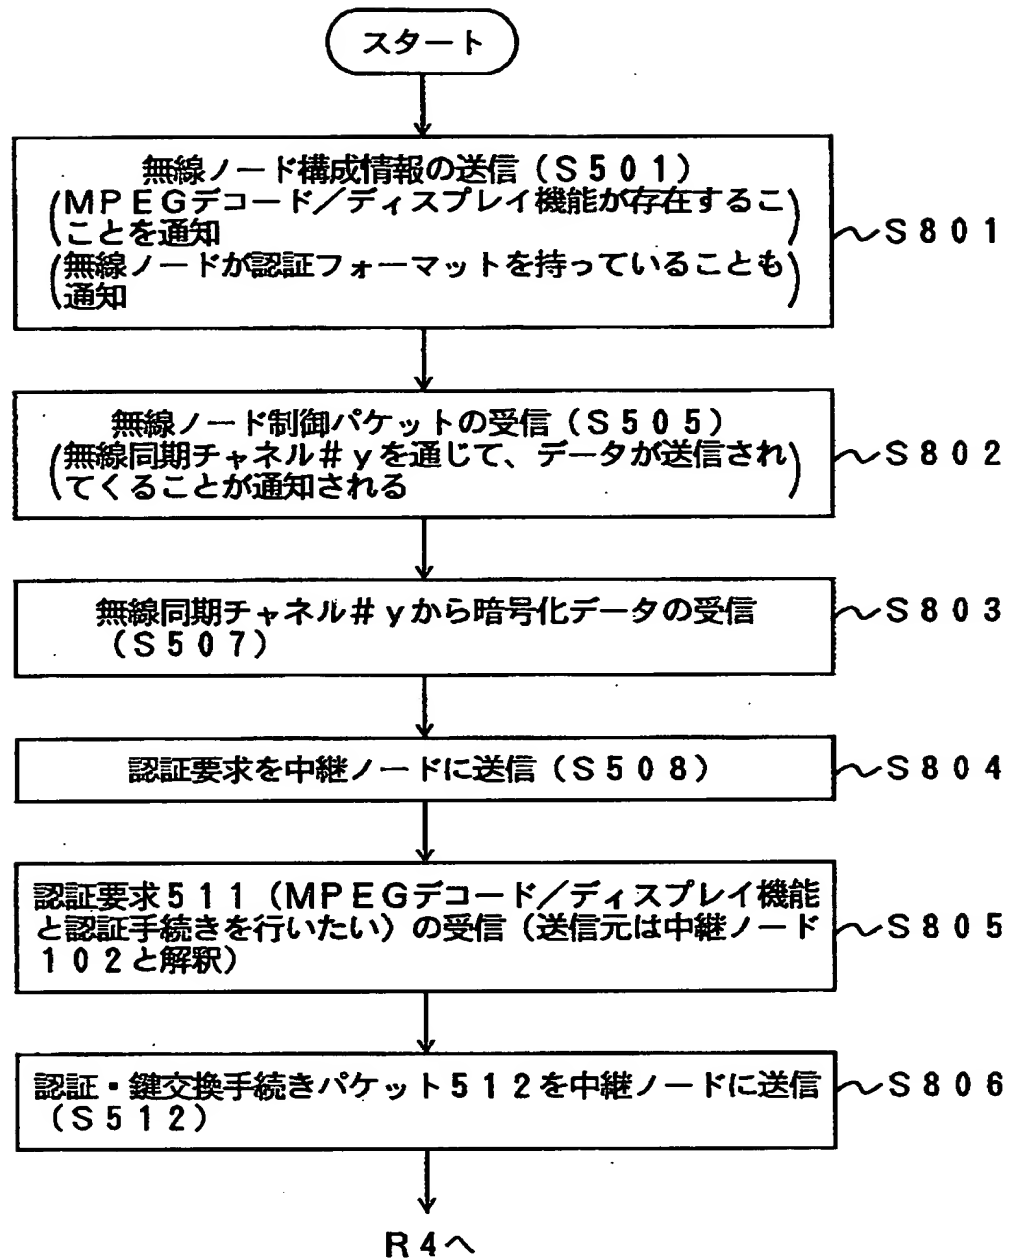 スタート
無線ノード構成情報の送信(S501)
(MPEGデコード/ディスプレイ機能が存在するこ
ことを通知)
(無線ノードが認証フォーマットを持っていることも
通知)
~S801
無線ノード制御パケットの受信(S505)
(無線同期チャネル#yを通じて、データが送信され
てくることが通知される)
~S802
無線同期チャネル#yから暗号化データの受信
(S507)
~S803
認証要求を中継ノードに送信(S508)
~S804
認証要求511(MPEGデコード/ディスプレイ機能
と認証手続きを行いたい)の受信(送信元は中継ノード
102と解釈)
~S805
認証・鍵交換手続きパケット512を中継ノードに送信
(S512)
~S806
R4へ